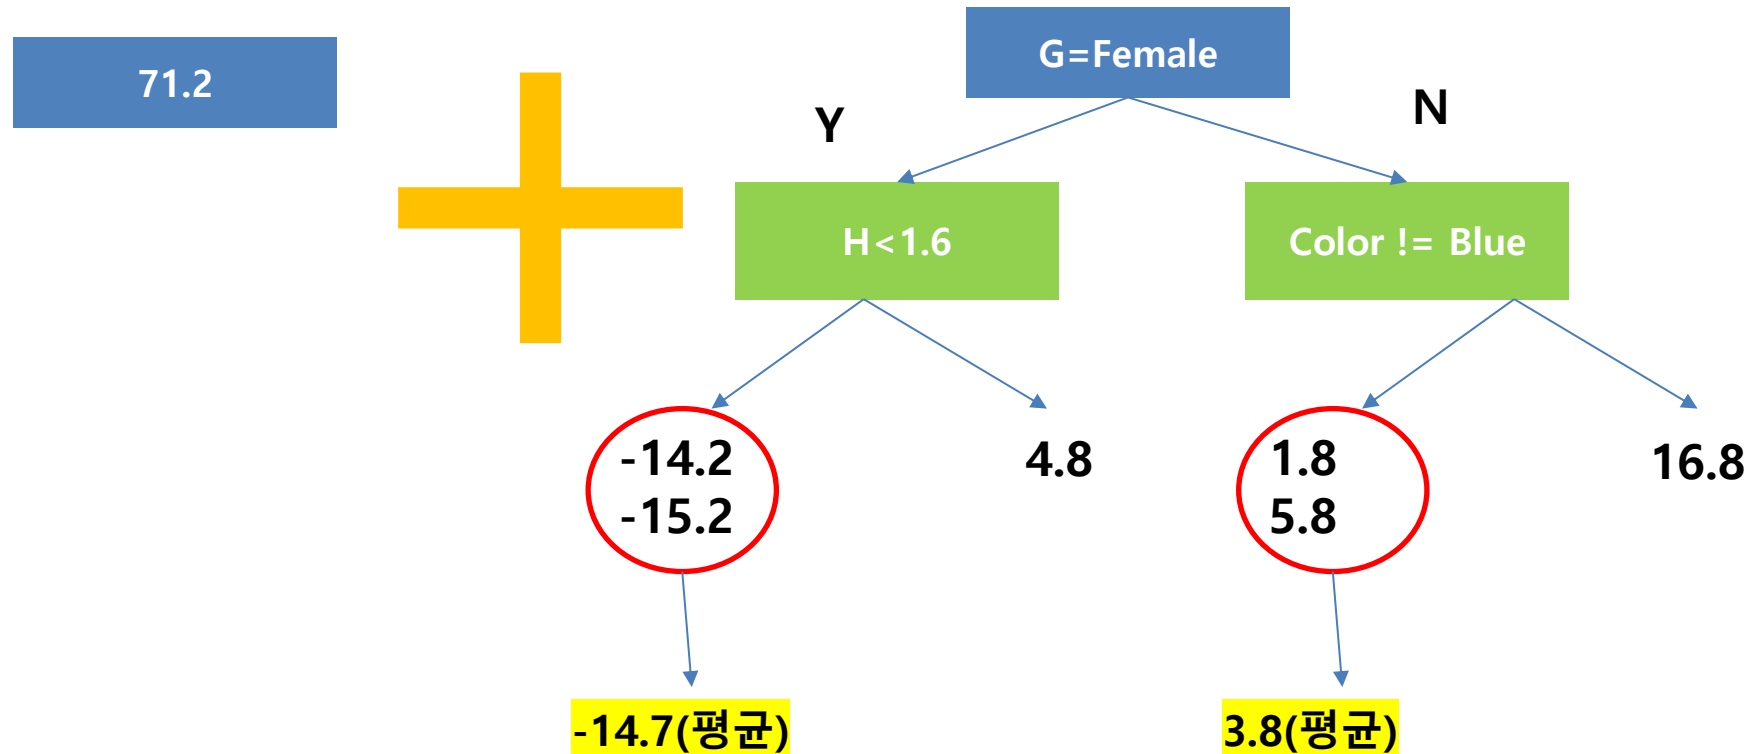 71.2
G=Female
Y
N
H<1.6
Color != Blue
-14.2
-15.2
4.8
1.8
5.8
16.8
-14.7(평균)
3.8(평균)